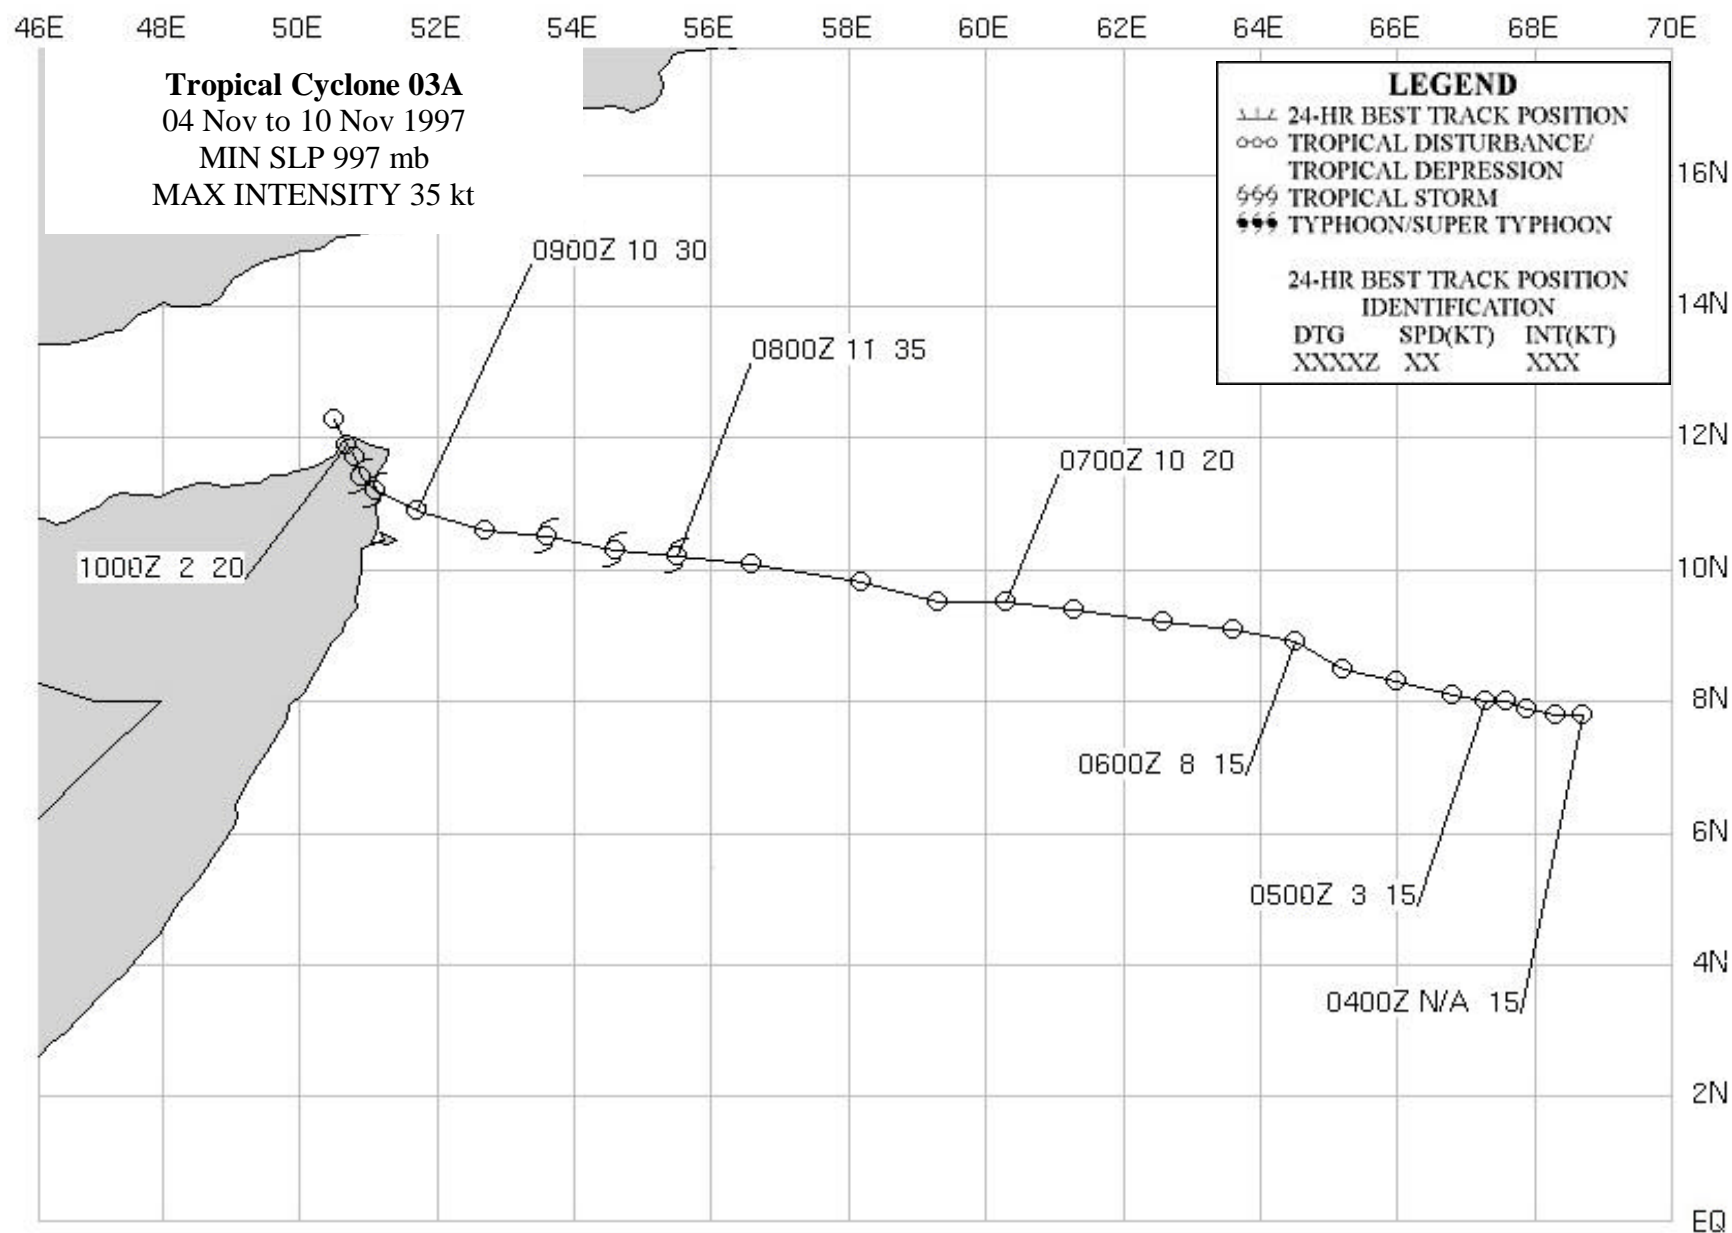 46E 48E 50E 52E 54E 56E 58E 60E 62E 64E 66E 68E 70E
Tropical Cyclone 03A
04 Nov to 10 Nov 1997
MIN SLP 997 mb
MAX INTENSITY 35 kt
LEGEND
24-HR BEST TRACK POSITION
TROPICAL DISTURBANCE/
TROPICAL DEPRESSION
TROPICAL STORM
TYPHOON/SUPER TYPHOON
24-HR BEST TRACK POSITION
IDENTIFICATION
DTG SPD(KT) INT(KT)
XXXXZ XX XXX
16N
0900Z 10 30
14N
0800Z 11 35
12N
0700Z 10 20
1000Z 2 20
10N
8N
0600Z 8 15
6N
0500Z 3 15
4N
0400Z N/A 15
2N
EQ